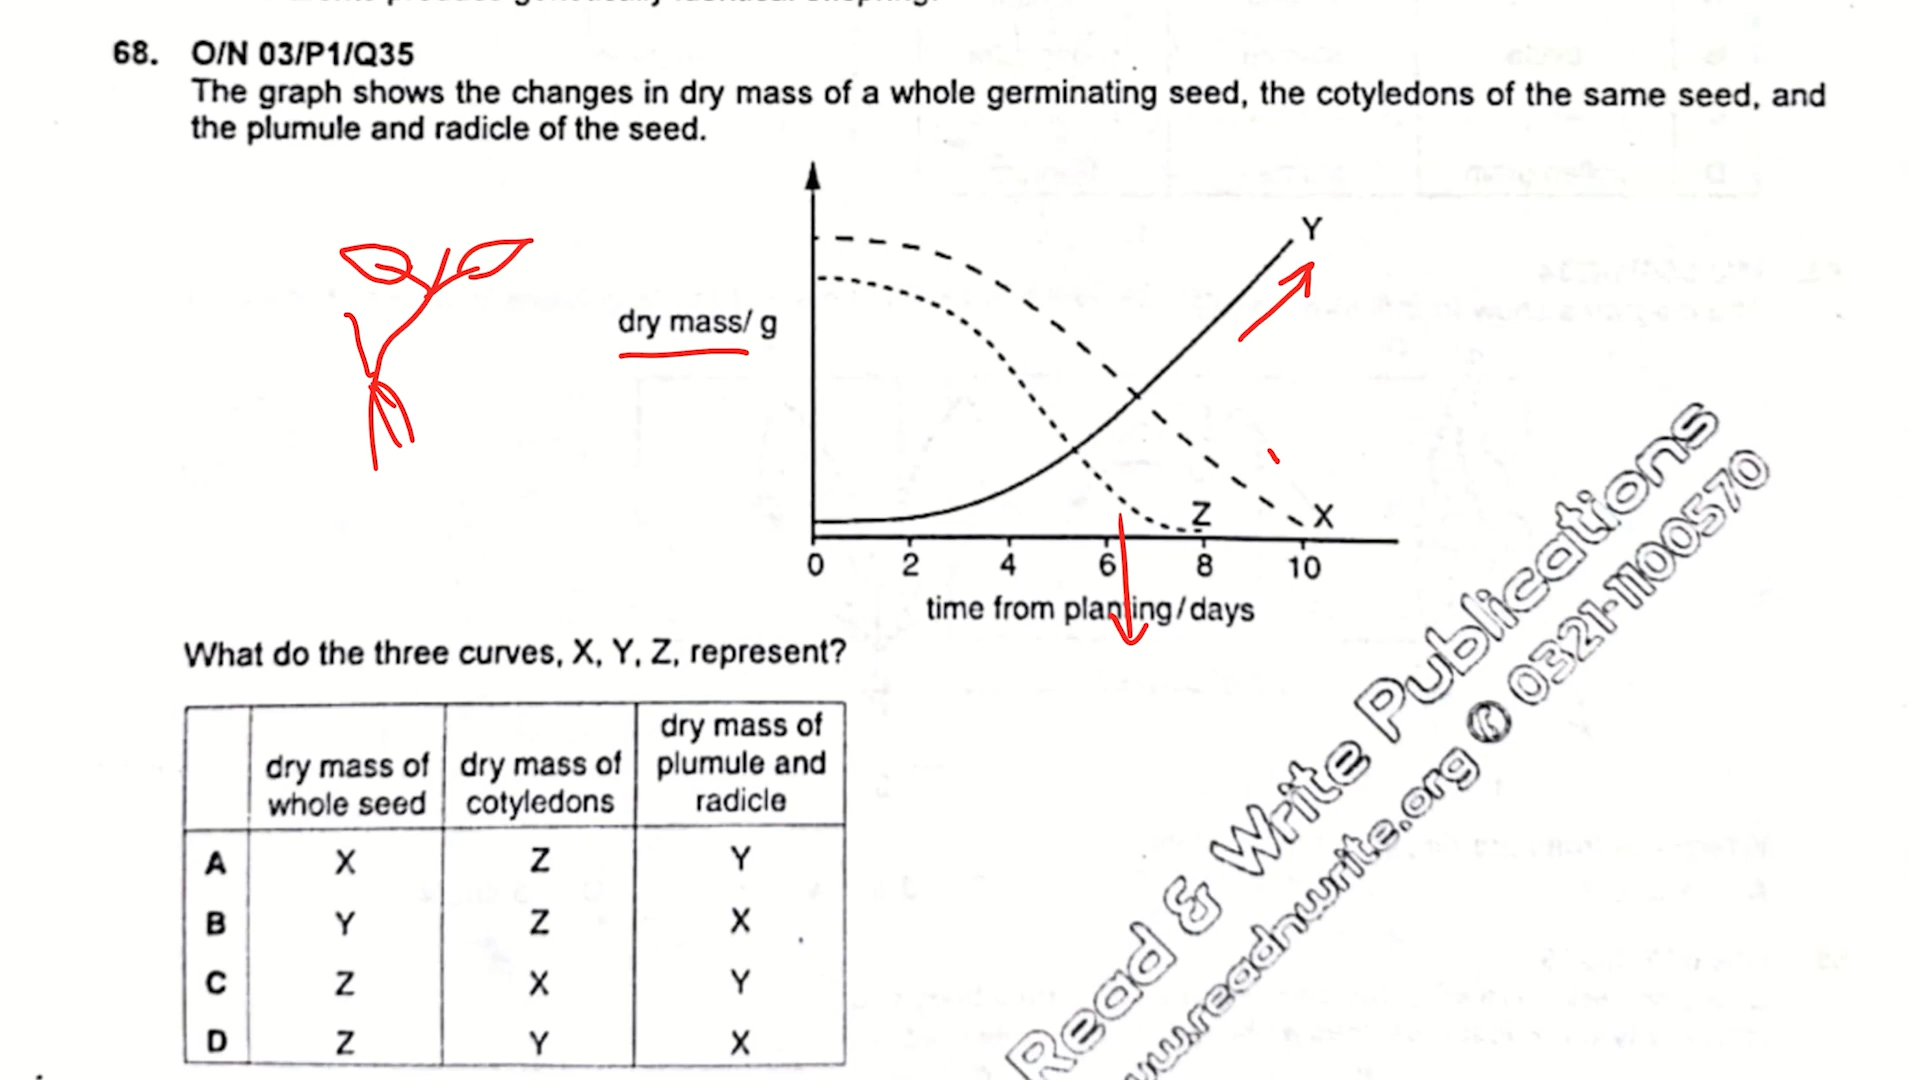 68. O/N 03/P1/Q35
The graph shows the changes in dry mass of a whole germinating seed, the cotyledons of the same seed, and
the plumule and radicle of the seed.
Y
dry mass/ g
Z X
0 2 4 6 8 10
time from planting/days
What do the three curves, X, Y, Z, represent?
dry mass of whole seed
dry mass of cotyledons
dry mass of plumule and radicle
A X Z Y
B Y Z X
C Z X Y
D Z Y X
Read & Write Publications
www.readnwrite.org 0321-1100570